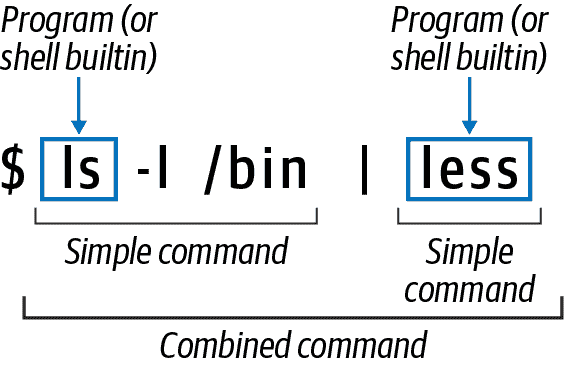 Program (or
shell builtin)
Program (or
shell builtin)
$ ls -l /bin | less
Simple command
Simple
command
Combined command